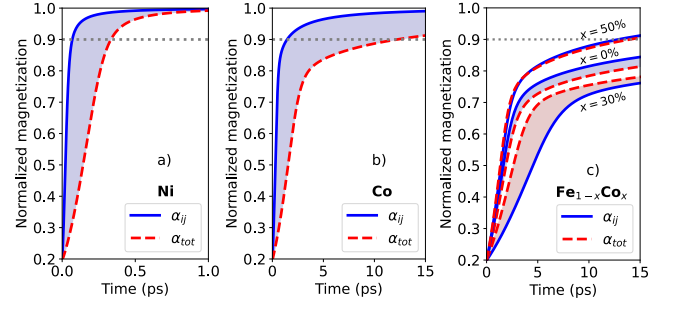 Normalized magnetization
1.0
0.9
0.8
0.7
0.9
0.5
0.4
0.3
0.2
a)
Ni
α_ij
α_tot
0.0 0.5 1.0
Time (ps)
Normalized magnetization
1.0
0.9
0.8
0.7
0.9
0.5
0.4
0.3
0.2
b)
Co
α_ij
α_tot
0 5 10 15
Time (ps)
Normalized magnetization
1.0
0.9
0.8
0.7
0.9
0.5
0.4
0.3
0.2
x = 50%
x = 0%
x = 30%
c)
Fe_{1−x}Co_x
α_ij
α_tot
0 5 10 15
Time (ps)